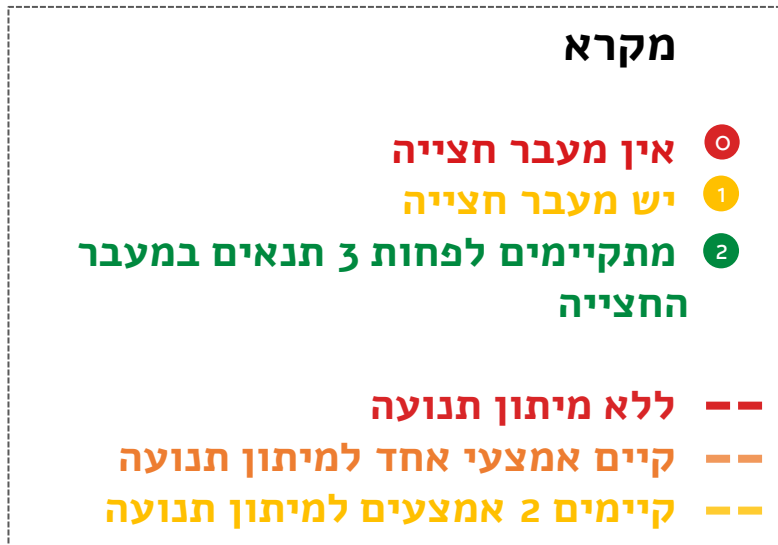 מקרא
0 אין מעבר חצייה
1 יש מעבר חצייה
2 מתקיימים לפחות 3 תנאים במעבר
החצייה
ללא מיתון תנועה
קיים אמצעי אחד למיתון תנועה
קיימים 2 אמצעים למיתון תנועה